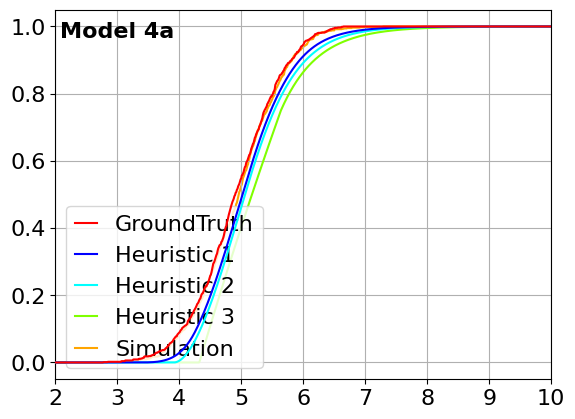 Model 4a
1.0
0.8
0.6
0.4
0.2
0.0
GroundTruth
Heuristic 1
Heuristic 2
Heuristic 3
Simulation
2 3 4 5 6 7 8 9 10